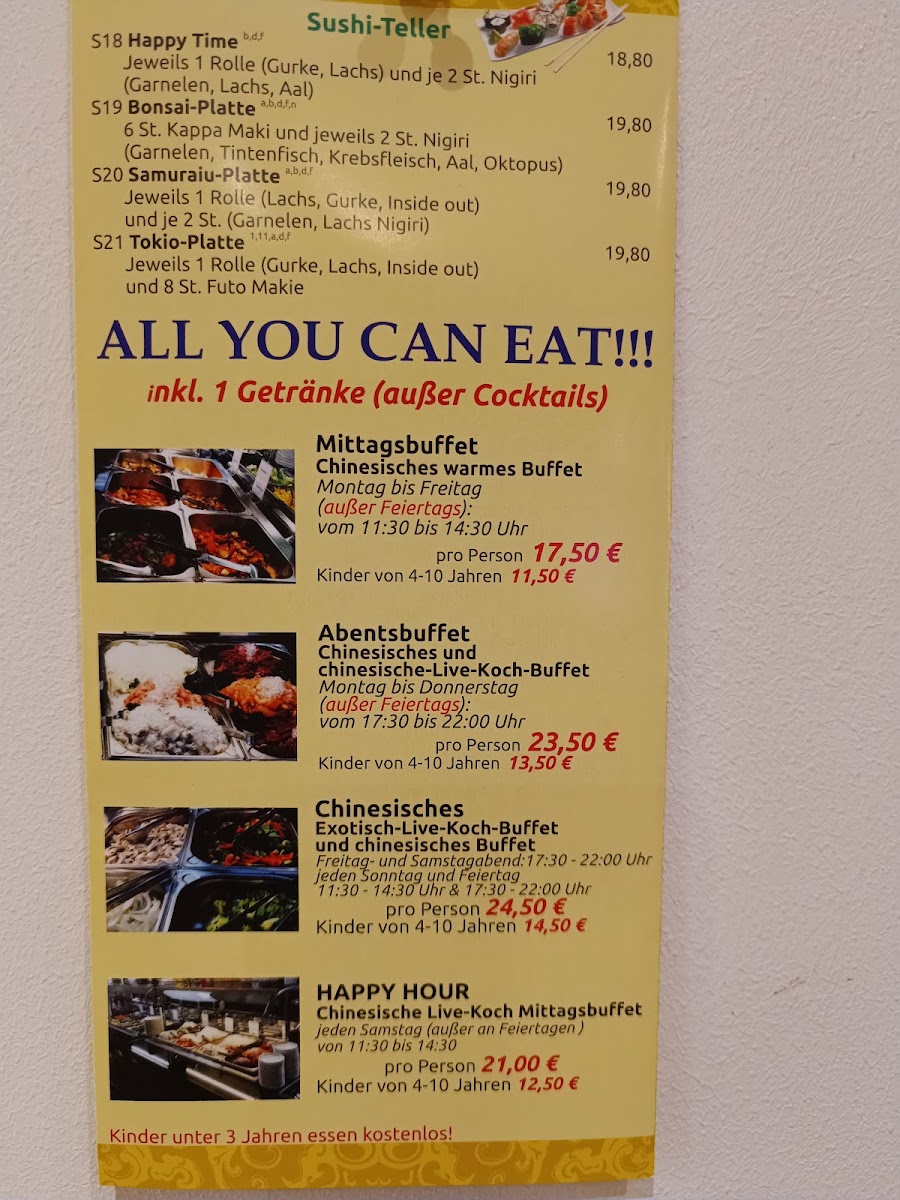 Sushi-Teller
S18 Happy Time b,d,f 18,80
Jeweils 1 Rolle (Gurke, Lachs) und je 2 St. Nigiri
(Garnelen, Lachs, Aal)
S19 Bonsai-Platte a,b,d,f,n 19,80
6 St. Kappa Maki und jeweils 2 St. Nigiri
(Garnelen, Tintenfisch, Krebsfleisch, Aal, Oktopus)
S20 Samuraiu-Platte a,b,d,f 19,80
Jeweils 1 Rolle (Lachs, Gurke, Inside out)
und je 2 St. (Garnelen, Lachs Nigiri)
S21 Tokio-Platte 1,11,a,d,f 19,80
Jeweils 1 Rolle (Gurke, Lachs, Inside out)
und 8 St. Futo Makie
ALL YOU CAN EAT!!!
inkl. 1 Getränke (außer Cocktails)
Mittagsbuffet
Chinesisches warmes Buffet
Montag bis Freitag
(außer Feiertags):
vom 11:30 bis 14:30 Uhr
pro Person 17,50 €
Kinder von 4-10 Jahren 11,50 €
Abentsbuffet
Chinesisches und
chinesische-Live-Koch-Buffet
Montag bis Donnerstag
(außer Feiertags):
vom 17:30 bis 22:00 Uhr
pro Person 23,50 €
Kinder von 4-10 Jahren 13,50 €
Chinesisches
Exotisch-Live-Koch-Buffet
und chinesisches Buffet
Freitag- und Samstagabend:17:30 - 22:00 Uhr
jeden Sonntag und Feiertag
11:30 - 14:30 Uhr & 17:30 - 22:00 Uhr
pro Person 24,50 €
Kinder von 4-10 Jahren 14,50 €
HAPPY HOUR
Chinesische Live-Koch Mittagsbuffet
jeden Samstag (außer an Feiertagen )
von 11:30 bis 14:30
pro Person 21,00 €
Kinder von 4-10 Jahren 12,50 €
Kinder unter 3 Jahren essen kostenlos!